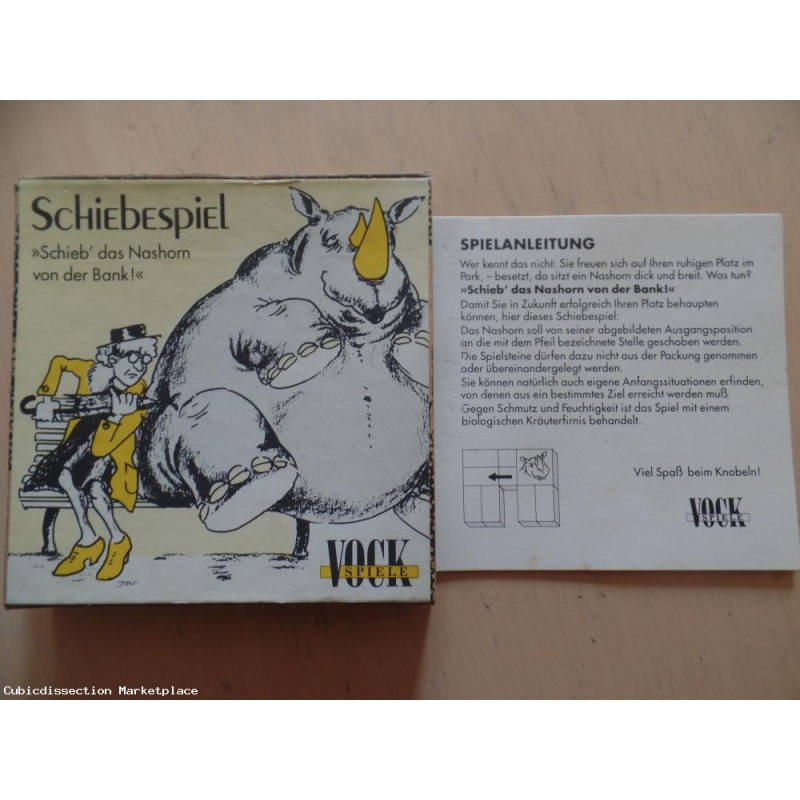 Schiebespiel
»Schieb' das Nashorn
von der Bank!«
VOCK
SPIELE
SPIELANLEITUNG
Wer kennt das nicht: Sie freuen sich auf Ihren ruhigen Platz im
Park, – besetzt, da sitzt ein Nashorn dick und breit. Was tun?
»Schieb' das Nashorn von der Bank!«
Damit Sie in Zukunft erfolgreich Ihren Platz behaupten
können, hier dieses Schiebespiel:
Das Nashorn soll von seiner abgebildeten Ausgangsposition
an die mit dem Pfeil bezeichnete Stelle geschoben werden.
Die Spielsteine dürfen dazu nicht aus der Packung genommen
oder übereinandergelegt werden.
Sie können natürlich auch eigene Anfangssituationen erfinden,
von denen aus ein bestimmtes Ziel erreicht werden muß.
Gegen Schmutz und Feuchtigkeit ist das Spiel mit einem
biologischen Kräuterfirnis behandelt.
Viel Spaß beim Knobeln!
VOCK
SPIELE
Cubicdissection Marketplace